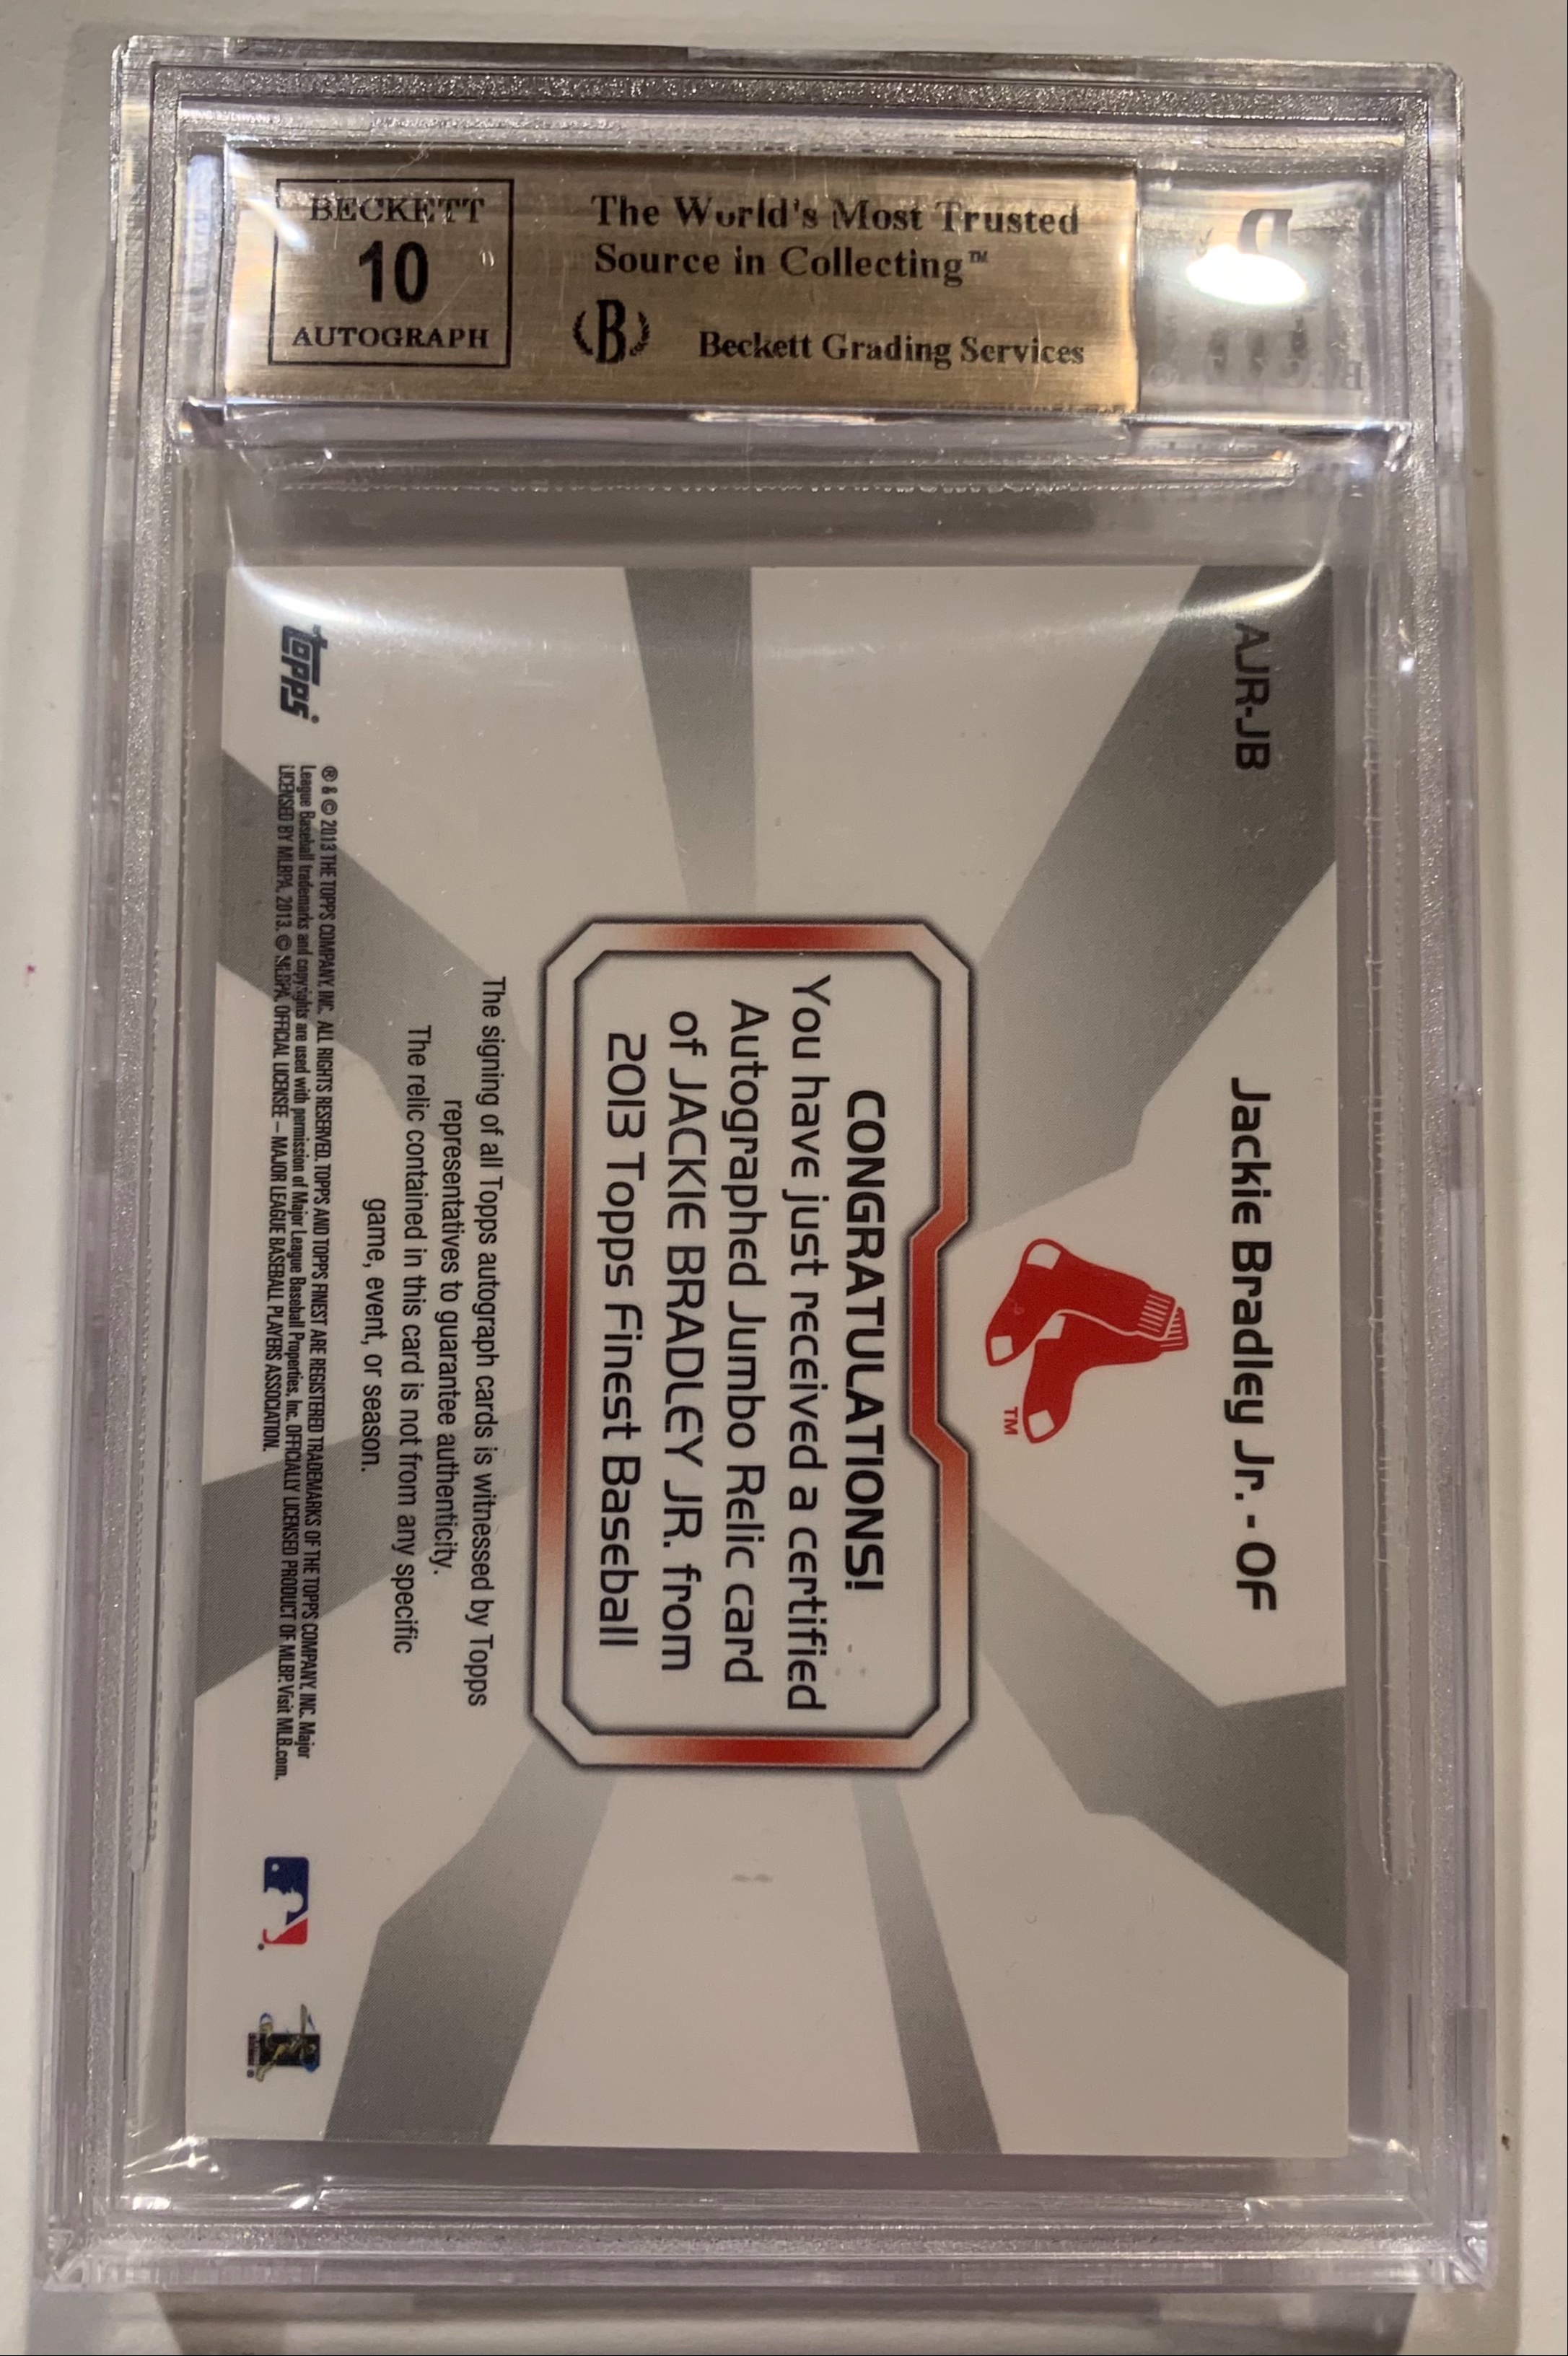 BECKETT
10
AUTOGRAPH
The World's Most Trusted
Source in Collecting™
B
Beckett Grading Services
AJR-JB
Jackie Bradley Jr. - OF
TM
CONGRATULATIONS!
You have just received a certified
Autographed Jumbo Relic card
of JACKIE BRADLEY JR. from
2013 Topps Finest Baseball
The signing of all Topps autograph cards is witnessed by Topps
representatives to guarantee authenticity.
The relic contained in this card is not from any specific
game, event, or season.
topps
® & © 2013 THE TOPPS COMPANY, INC. ALL RIGHTS RESERVED. TOPPS AND TOPPS FINEST ARE REGISTERED TRADEMARKS OF THE TOPPS COMPANY, INC. Major
League Baseball trademarks and copyrights are used with permission of Major League Baseball Properties, Inc. OFFICIALLY LICENSED PRODUCT OF MLBP. Visit MLB.com.
LICENSED BY MLBPA, 2013. © MLBPA, OFFICIAL LICENSEE – MAJOR LEAGUE BASEBALL PLAYERS ASSOCIATION.